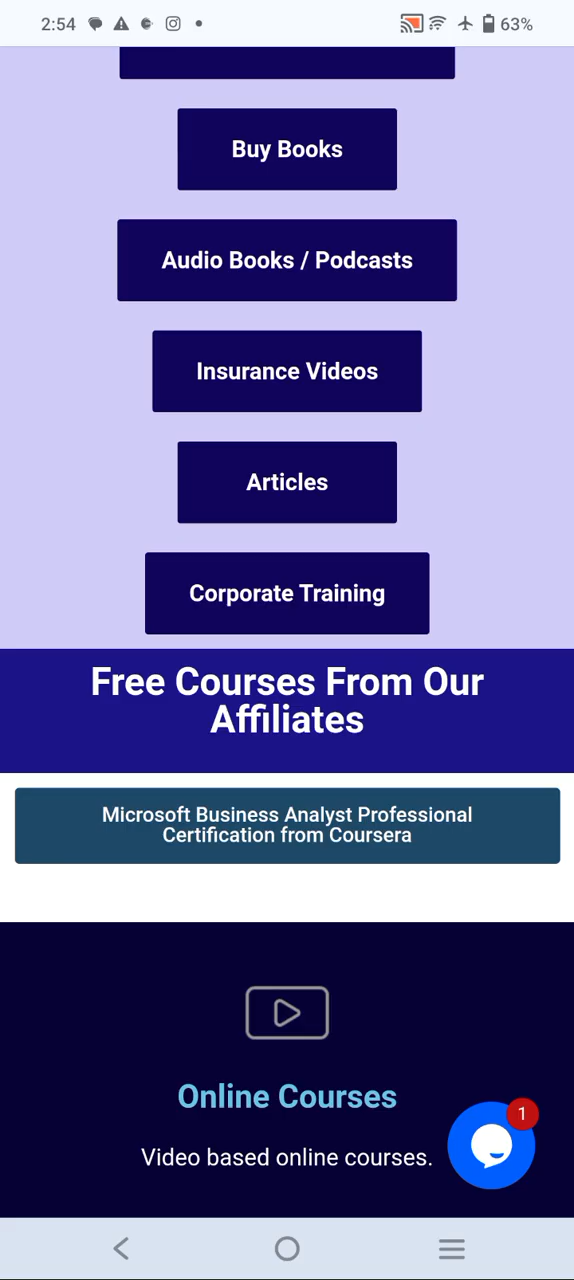 2:54
63%
Buy Books
Audio Books / Podcasts
Insurance Videos
Articles
Corporate Training
Free Courses From Our
Affiliates
Microsoft Business Analyst Professional
Certification from Coursera
Online Courses
1
Video based online courses.